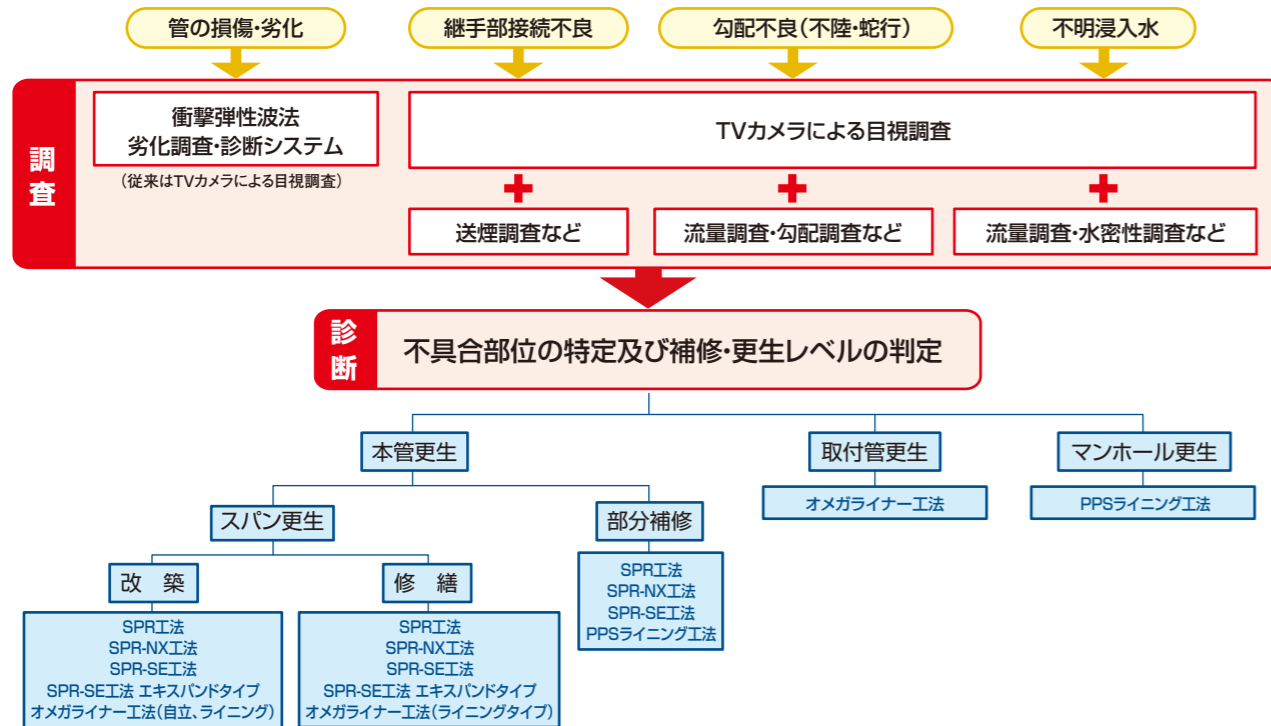 管の損傷・劣化
継手部接続不良
勾配不良(不陸・蛇行)
不明浸入水
調査
衝撃弾性波法
劣化調査・診断システム
(従来はTVカメラによる目視調査)
TVカメラによる目視調査
送煙調査など
流量調査・勾配調査など
流量調査・水密性調査など
診断
不具合部位の特定及び補修・更生レベルの判定
本管更生
取付管更生
マンホール更生
オメガライナー工法
PPSライニング工法
スパン更生
部分補修
SPR工法
SPR-NX工法
SPR-SE工法
PPSライニング工法
改 築
修 繕
SPR工法
SPR-NX工法
SPR-SE工法
SPR-SE工法 エキスパンドタイプ
オメガライナー工法(自立、ライニング)
SPR工法
SPR-NX工法
SPR-SE工法
SPR-SE工法 エキスパンドタイプ
オメガライナー工法(ライニングタイプ)